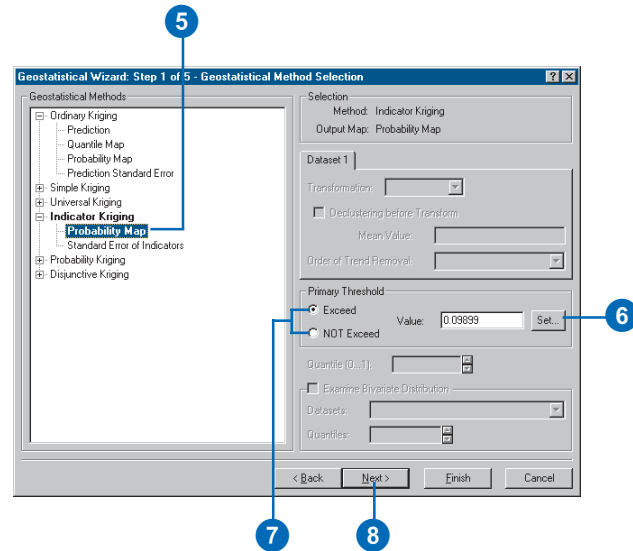 5
Geostatistical Wizard: Step 1 of 5 - Geostatistical Method Selection
Geostatistical Methods
Ordinary Kriging
Prediction
Quantile Map
Probability Map
Prediction Standard Error
Simple Kriging
Universal Kriging
Indicator Kriging
Probability Map
Standard Error of Indicators
Probability Kriging
Disjunctive Kriging
Selection
Method: Indicator Kriging
Output Map: Probability Map
Dataset 1
Transformation:
Declustering before Transform
Mean Value:
Order of Trend Removal:
Primary Threshold
Exceed
NOT Exceed
Value: 0.09899 Set...
6
Quantile (0...1):
Examine Bivariate Distribution
Datasets:
Quantiles:
< Back Next > Finish Cancel
7 8